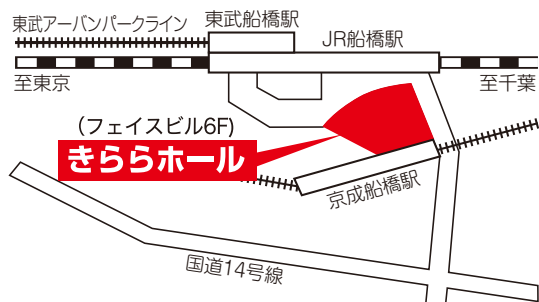 東武アーバンパークライン
東武船橋駅
JR船橋駅
至東京
至千葉
(フェイスビル6F)
きららホール
京成船橋駅
国道14号線